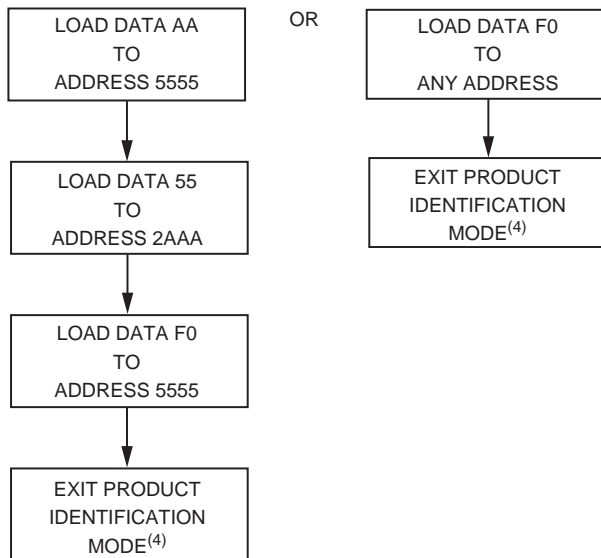 LOAD DATA AA
TO
ADDRESS 5555
LOAD DATA 55
TO
ADDRESS 2AAA
LOAD DATA F0
TO
ADDRESS 5555
EXIT PRODUCT
IDENTIFICATION
MODE(4)
OR
LOAD DATA F0
TO
ANY ADDRESS
EXIT PRODUCT
IDENTIFICATION
MODE(4)